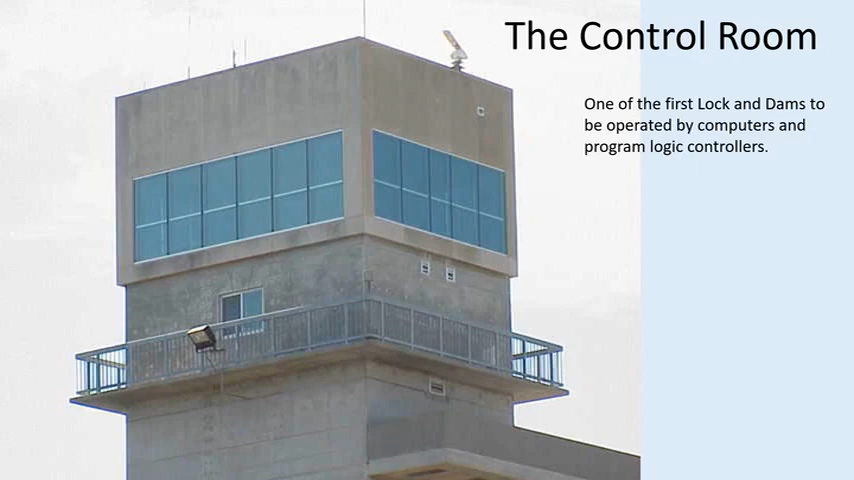 The Control Room
One of the first Lock and Dams to
be operated by computers and
program logic controllers.